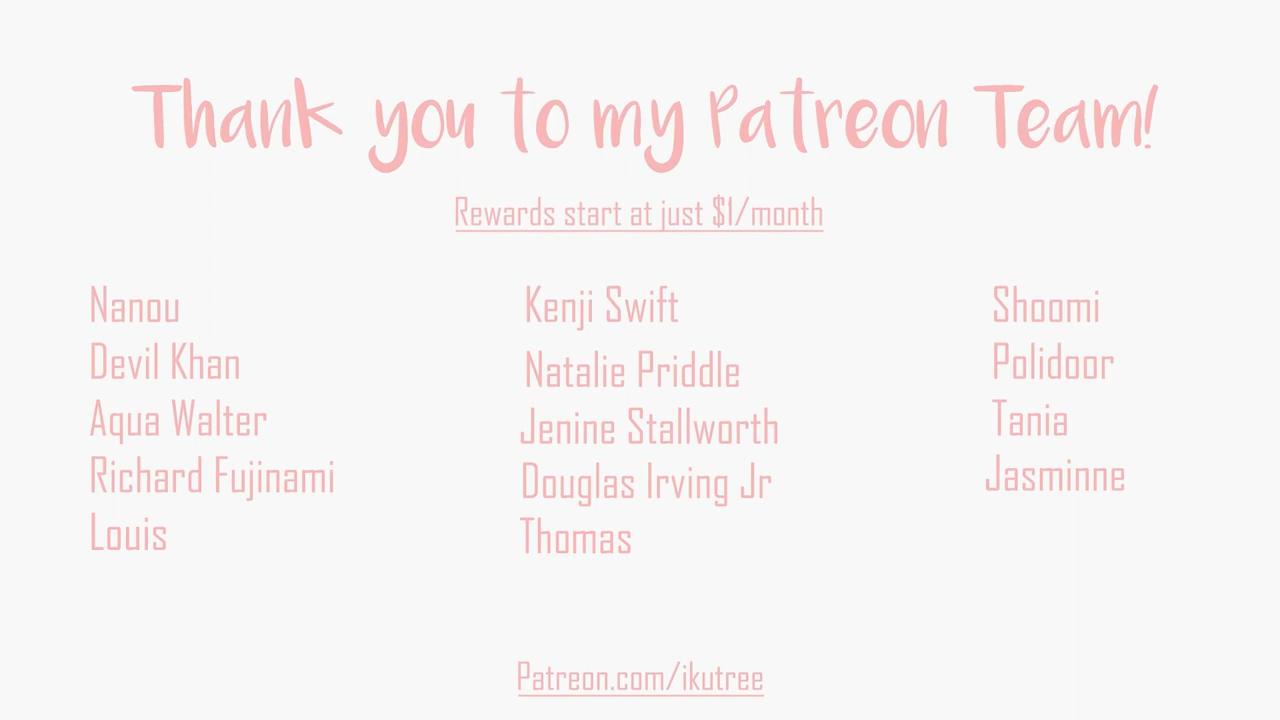 Thank you to my Patreon Team!
Rewards start at just $1/month
Nanou
Devil Khan
Aqua Walter
Richard Fujinami
Louis
Kenji Swift
Natalie Priddle
Jenine Stallworth
Douglas Irving Jr
Thomas
Shoomi
Polidoor
Tania
Jasminne
Patreon.com/ikutree